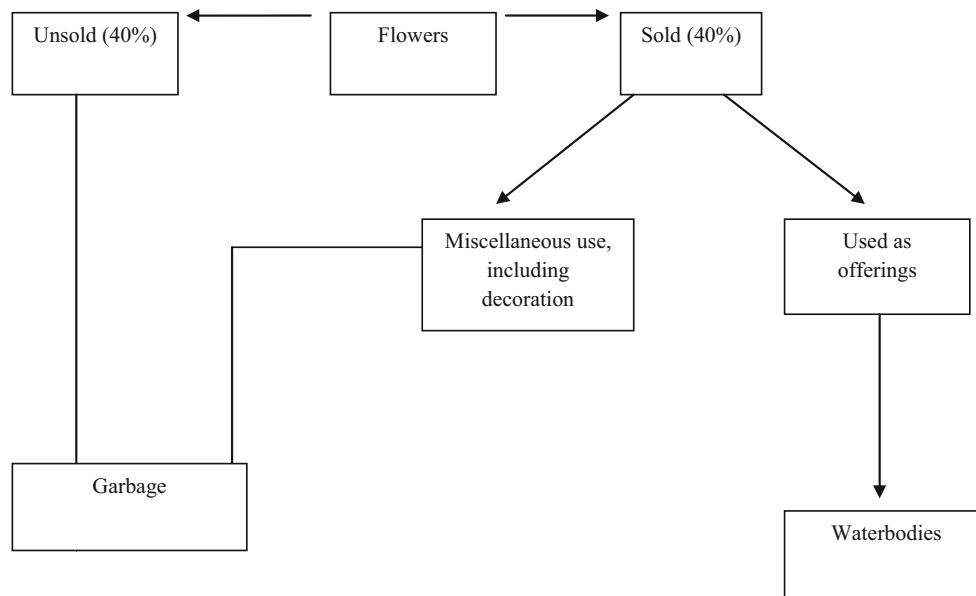 Unsold (40%)
Flowers
Sold (40%)
Miscellaneous use,
including
decoration
Used as
offerings
Garbage
Waterbodies